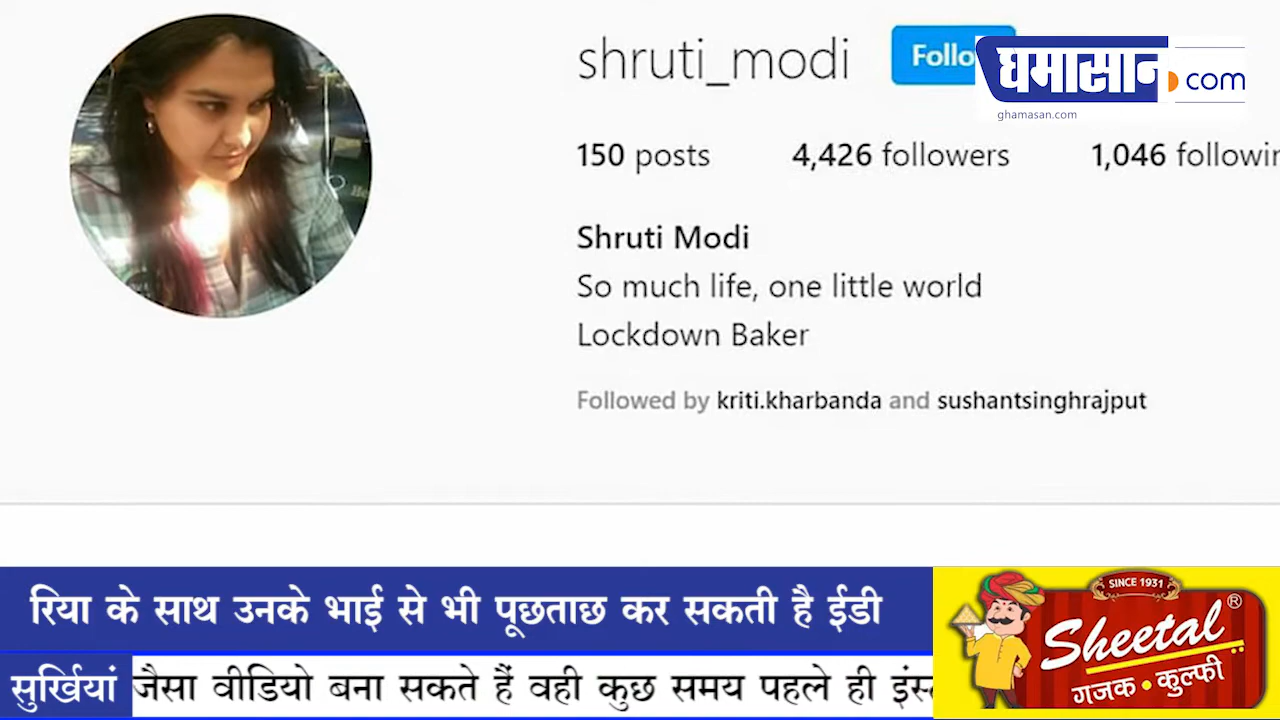 shruti_modi
Follo
घमासान.com
ghamasan.com
150 posts 4,426 followers 1,046 followin
Shruti Modi
So much life, one little world
Lockdown Baker
Followed by kriti.kharbanda and sushantsinghrajput
रिया के साथ उनके भाई से भी पूछताछ कर सकती है ईडी
सुर्खियां जैसा वीडियो बना सकते हैं वही कुछ समय पहले ही इंस्
SINCE 1931
Sheetal ®
गजक • कुल्फी